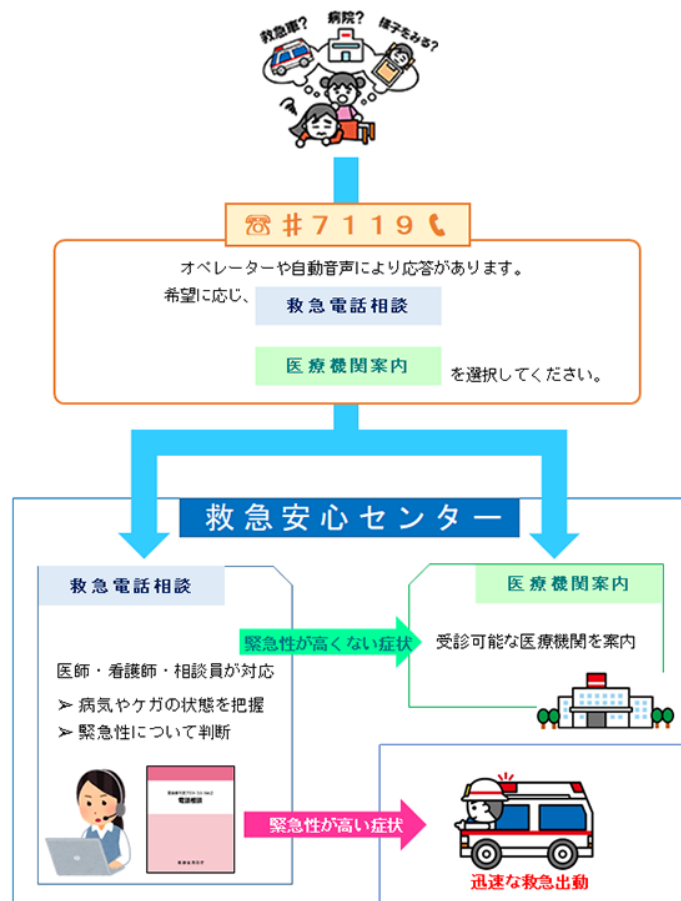 救急車?
病院?
様子をみる?
#7119
オペレーターや自動音声により応答があります。
希望に応じ、
救急電話相談
医療機関案内
を選択してください。
救急安心センター
救急電話相談
医師・看護師・相談員が対応
➢ 病気やケガの状態を把握
➢ 緊急性について判断
電話相談
緊急性が高くない症状
医療機関案内
受診可能な医療機関を案内
緊急性が高い症状
迅速な救急出動